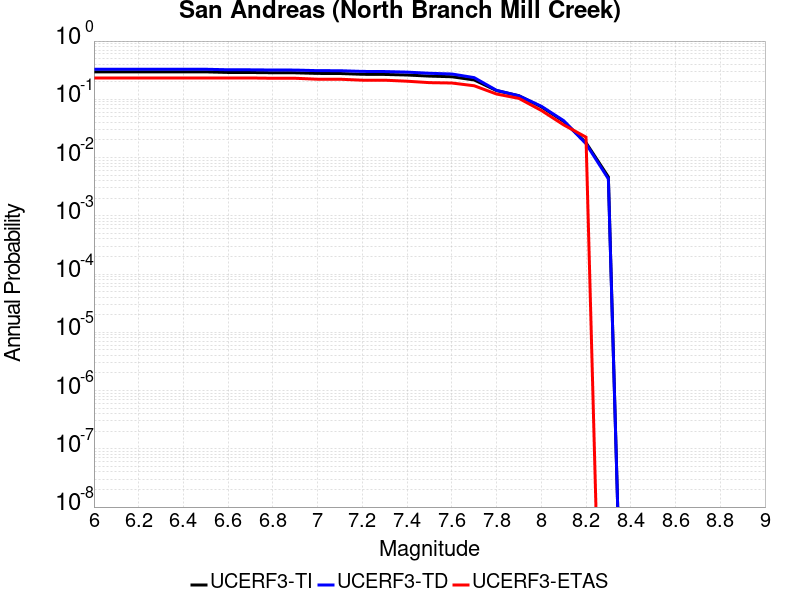 San Andreas (North Branch Mill Creek)
10^0
10^-1
10^-2
10^-3
10^-4
10^-5
10^-6
10^-7
10^-8
Annual Probability
6 6.2 6.4 6.6 6.8 7 7.2 7.4 7.6 7.8 8 8.2 8.4 8.6 8.8 9
Magnitude
UCERF3-TI UCERF3-TD UCERF3-ETAS